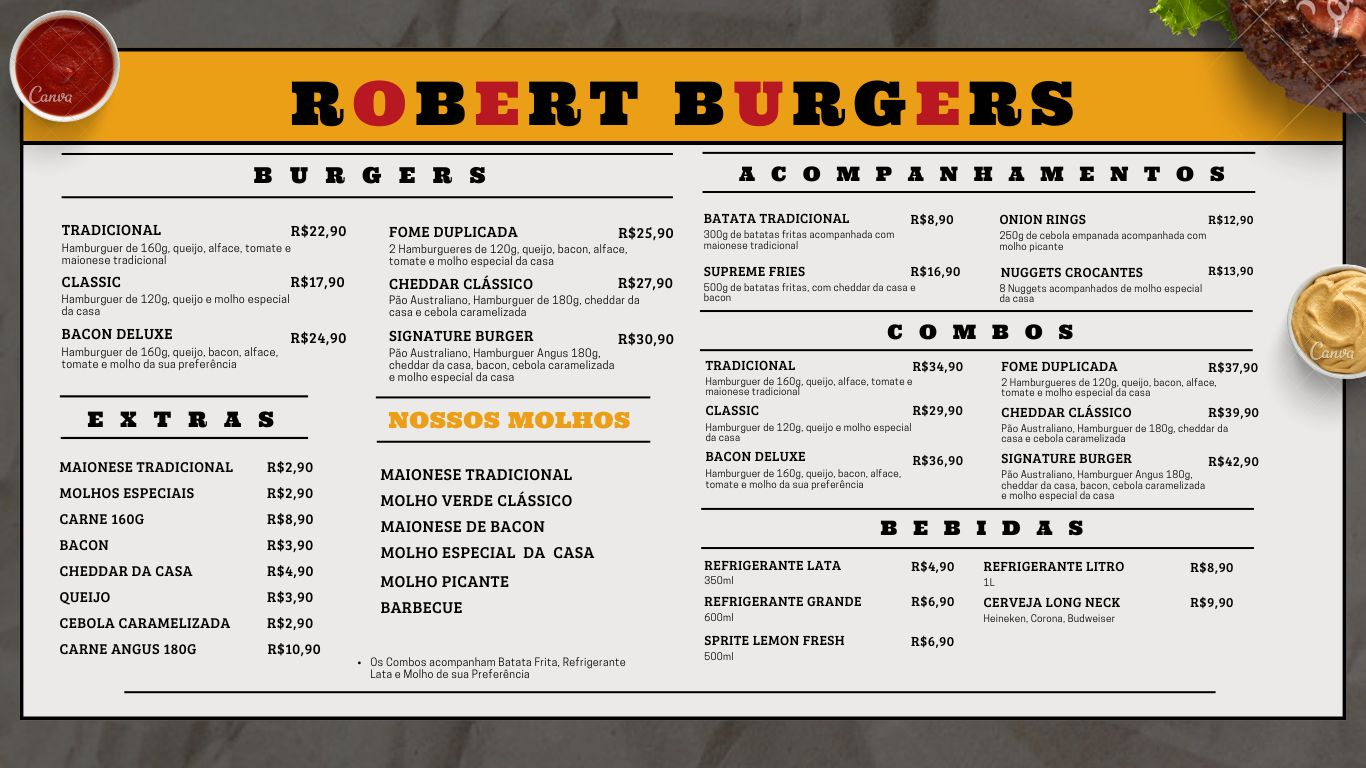 ROBERT BURGERS
BURGERS
TRADICIONAL R$22,90
Hamburguer de 160g, queijo, alface, tomate e
maionese tradicional
CLASSIC R$17,90
Hamburguer de 120g, queijo e molho especial
da casa
BACON DELUXE R$24,90
Hamburguer de 160g, queijo, bacon, alface,
tomate e molho da sua preferência
FOME DUPLICADA R$25,90
2 Hamburgueres de 120g, queijo, bacon, alface,
tomate e molho especial da casa
CHEDDAR CLÁSSICO R$27,90
Pão Australiano, Hamburguer de 180g, cheddar da
casa e cebola caramelizada
SIGNATURE BURGER R$30,90
Pão Australiano, Hamburguer Angus 180g,
cheddar da casa, bacon, cebola caramelizada
e molho especial da casa
EXTRAS
MAIONESE TRADICIONAL R$2,90
MOLHOS ESPECIAIS R$2,90
CARNE 160G R$8,90
BACON R$3,90
CHEDDAR DA CASA R$4,90
QUEIJO R$3,90
CEBOLA CARAMELIZADA R$2,90
CARNE ANGUS 180G R$10,90
NOSSOS MOLHOS
MAIONESE TRADICIONAL
MOLHO VERDE CLÁSSICO
MAIONESE DE BACON
MOLHO ESPECIAL DA CASA
MOLHO PICANTE
BARBECUE
• Os Combos acompanham Batata Frita, Refrigerante
Lata e Molho de sua Preferência
ACOMPANHAMENTOS
BATATA TRADICIONAL R$8,90
300g de batatas fritas acompanhada com
maionese tradicional
SUPREME FRIES R$16,90
500g de batatas fritas, com cheddar da casa e
bacon
ONION RINGS R$12,90
250g de cebola empanada acompanhada com
molho picante
NUGGETS CROCANTES R$13,90
8 Nuggets acompanhados de molho especial
da casa
COMBOS
TRADICIONAL R$34,90
Hamburguer de 160g, queijo, alface, tomate e
maionese tradicional
CLASSIC R$29,90
Hamburguer de 120g, queijo e molho especial
da casa
BACON DELUXE R$36,90
Hamburguer de 160g, queijo, bacon, alface,
tomate e molho da sua preferência
FOME DUPLICADA R$37,90
2 Hamburgueres de 120g, queijo, bacon, alface,
tomate e molho especial da casa
CHEDDAR CLÁSSICO R$39,90
Pão Australiano, Hamburguer de 180g, cheddar da
casa e cebola caramelizada
SIGNATURE BURGER R$42,90
Pão Australiano, Hamburguer Angus 180g,
cheddar da casa, bacon, cebola caramelizada
e molho especial da casa
BEBIDAS
REFRIGERANTE LATA R$4,90
350ml
REFRIGERANTE GRANDE R$6,90
600ml
SPRITE LEMON FRESH R$6,90
500ml
REFRIGERANTE LITRO R$8,90
1L
CERVEJA LONG NECK R$9,90
Heineken, Corona, Budweiser
Canva
Canva